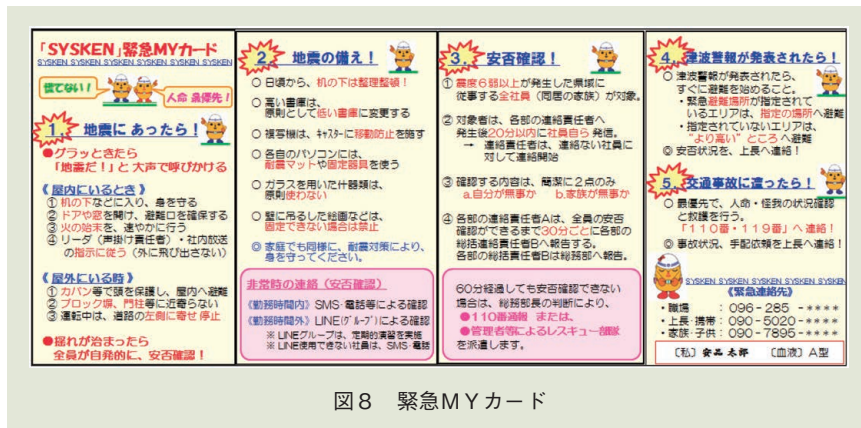 「SYSKEN」緊急MYカード
SYSKEN SYSKEN SYSKEN SYSKEN SYSKEN SYSKEN
慌てない！
人命 最優先！
1. 地震に あったら！
●グラッときたら
「地震だ！」と 大声で呼びかける
《 屋内にいるとき 》
① 机の下などに入り、身を守る
② ドアや窓を開け、避難口を確保する
③ 火の始末を、速やかに行う
④ リーダ（声掛け責任者）・社内放送
の指示に従う（外に飛び出さない）
《 屋外にいる時 》
① カバン等で頭を保護し、屋内へ避難
② ブロック塀、門柱等に近寄らない
③ 運転中は、道路の左側に寄せ 停止
●揺れが治まったら
全員が自発的に、安否確認！
2. 地震の備え！
○ 日頃から、机の下は整理整頓！
○ 高い書庫は、
原則として低い書庫に変更する
○ 複写機は、ｷｬｽﾀｰに移動防止を施す
○ 各自のパソコンには、
耐震マットや固定器具を使う
○ ガラスを用いた什器類は、
原則禁止
○ 壁に吊るした絵画などは、
固定できない場合は禁止
◎ 家庭でも同様に、耐震対策により、
身を守ってください。
非常時の連絡（安否確認）
《勤務時間内》SMS・電話等による確認
《勤務時間外》LINE(ｸﾞﾙｰﾌﾟ)による確認
※ LINEグループは、定期的演習を実施
※ LINE使用できない社員は、SMS・電話
3. 安否確認！
① 震度６弱以上が発生した県域に
従事する全社員（同居の家族）が対象。
② 対象者は、各部の連絡責任者へ
発生後20分以内に社員自ら 発信。
→ 連絡責任者は、連絡ない社員に
対して連絡開始
③ 確認する内容は、簡潔に２点のみ
a.自分が無事か b.家族が無事か
④ 各部の連絡責任者Aは、全員の安否
確認ができるまで30分ごとに各部の
総括連絡責任者Bへ報告する。
各部の総括責任者Bは総務部へ報告。
60分経過しても安否確認できない
場合は、総務部長の判断により、
●110番通報 または、
●管理者等によるレスキュー部隊
を派遣します。
4. 津波警報が発表されたら！
○ 津波警報が発表されたら、
すぐに避難を始めること。
・緊急避難場所が指定されて
いるエリアは、指定の場所へ避難
・指定されていないエリアは、
“より高い” ところ へ避難
◎ 安否状況を、上長へ連絡！
5. 交通事故に遭ったら！
○ 最優先で、人命・怪我の状況確認
と救護を行う。
「110番・119番」へ 連絡！
◎ 事故状況、手配依頼を上長へ連絡！
SYSKEN SYSKEN SYSKEN SYSKEN SYSKEN
《緊急連絡先》
・職場 ：096-285 -＊＊＊＊
・上長・携帯：090-5020-＊＊＊＊
・家族・子供：090-7895-＊＊＊＊
〔私〕安品 太郎 〔血液〕A型
図８ 緊急ＭＹカード